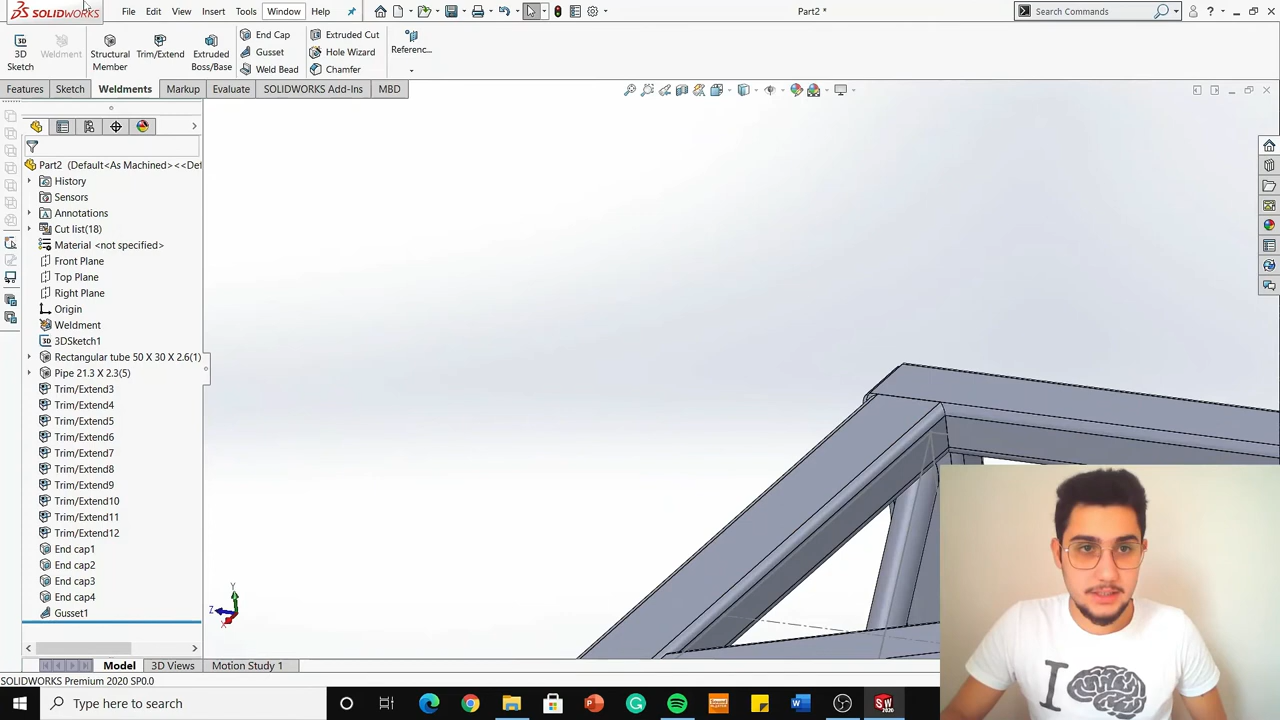 SOLIDWORKS File Edit View Insert Tools Window Help Part2 * Search Commands ?
3D Sketch Weldment Structural Member Trim/Extend Extruded Boss/Base End Cap Gusset Weld Bead Extruded Cut Hole Wizard Chamfer Referenc...
Features Sketch Weldments Markup Evaluate SOLIDWORKS Add-Ins MBD
Part2 (Default<As Machined><<Def
History
Sensors
Annotations
Cut list(18)
Material <not specified>
Front Plane
Top Plane
Right Plane
Origin
Weldment
3DSketch1
Rectangular tube 50 X 30 X 2.6(1)
Pipe 21.3 X 2.3(5)
Trim/Extend3
Trim/Extend4
Trim/Extend5
Trim/Extend6
Trim/Extend7
Trim/Extend8
Trim/Extend9
Trim/Extend10
Trim/Extend11
Trim/Extend12
End cap1
End cap2
End cap3
End cap4
Gusset1
Y
Z
X
I
Model 3D Views Motion Study 1
SOLIDWORKS Premium 2020 SP0.0
Type here to search